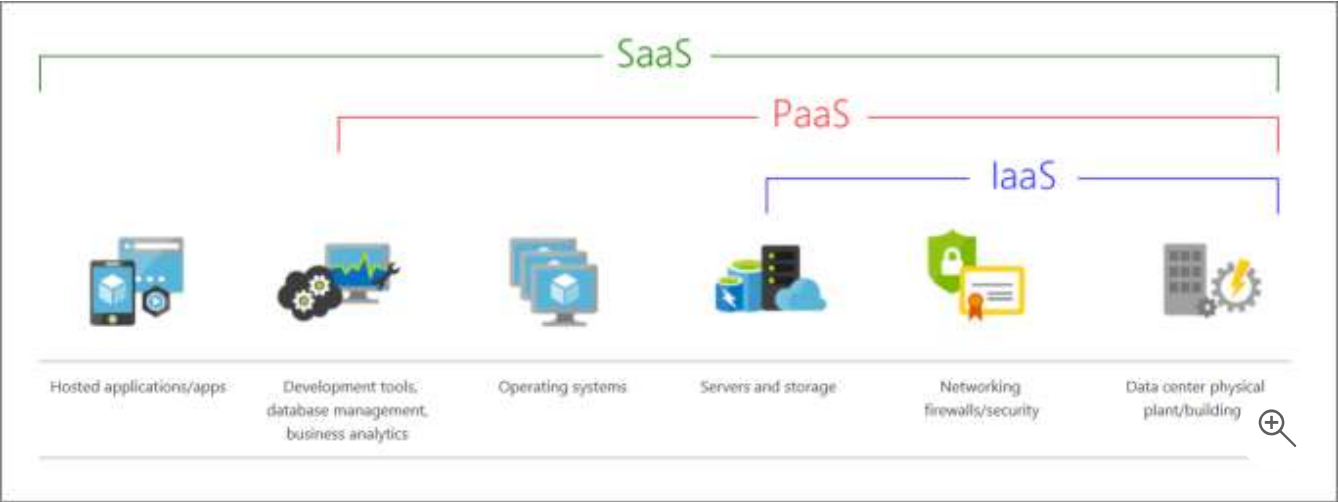 SaaS
PaaS
IaaS
Hosted applications/apps
Development tools,
database management,
business analytics
Operating systems
Servers and storage
Networking
firewalls/security
Data center physical
plant/building